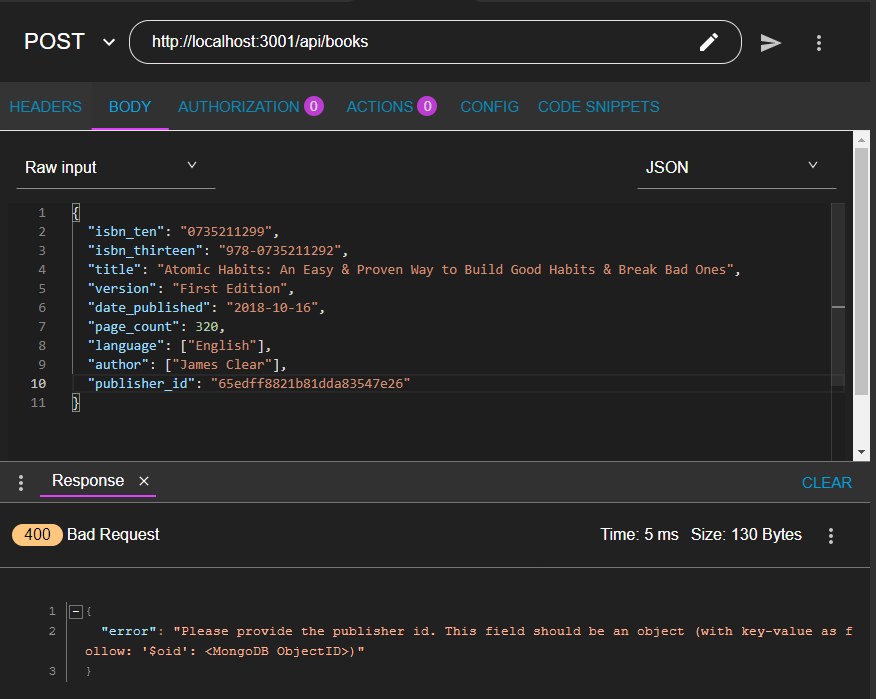 POST http://localhost:3001/api/books
HEADERS BODY AUTHORIZATION 0 ACTIONS 0 CONFIG CODE SNIPPETS
Raw input JSON
1 {
2 "isbn_ten": "0735211299",
3 "isbn_thirteen": "978-0735211292",
4 "title": "Atomic Habits: An Easy & Proven Way to Build Good Habits & Break Bad Ones",
5 "version": "First Edition",
6 "date_published": "2018-10-16",
7 "page_count": 320,
8 "language": ["English"],
9 "author": ["James Clear"],
10 "publisher_id": "65edff8821b81dda83547e26"
11 }
Response × CLEAR
400 Bad Request Time: 5 ms Size: 130 Bytes
1 {
2 "error": "Please provide the publisher id. This field should be an object (with key-value as f
ollow: '$oid': <MongoDB ObjectID>)"
3 }